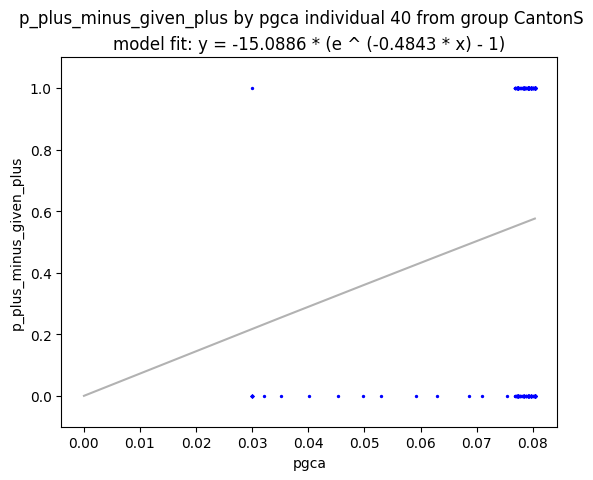 p_plus_minus_given_plus by pgca individual 40 from group CantonS
model fit: y = -15.0886 * (e ^ (-0.4843 * x) - 1)
1.0
0.8
0.6
0.4
0.2
0.0
p_plus_minus_given_plus
0.00 0.01 0.02 0.03 0.04 0.05 0.06 0.07 0.08
pgca